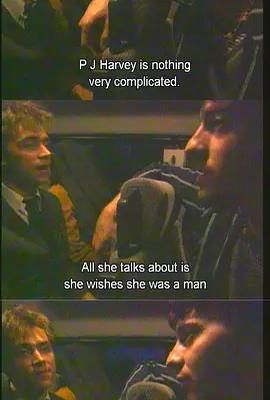 P J Harvey is nothing
very complicated.
All she talks about is
she wishes she was a man